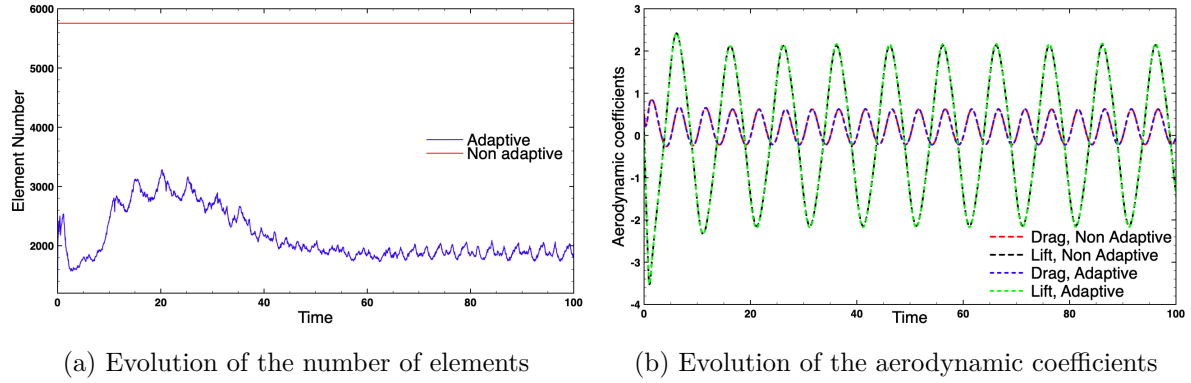 6000
5000
4000
3000
2000
Element Number
0
20
40
60
80
100
Time
Adaptive
Non adaptive
(a) Evolution of the number of elements
3
2
1
0
-1
-2
-3
-4
Aerodynamic coefficients
0
20
40
60
80
100
Time
Drag, Non Adaptive
Lift, Non Adaptive
Drag, Adaptive
Lift, Adaptive
(b) Evolution of the aerodynamic coefficients